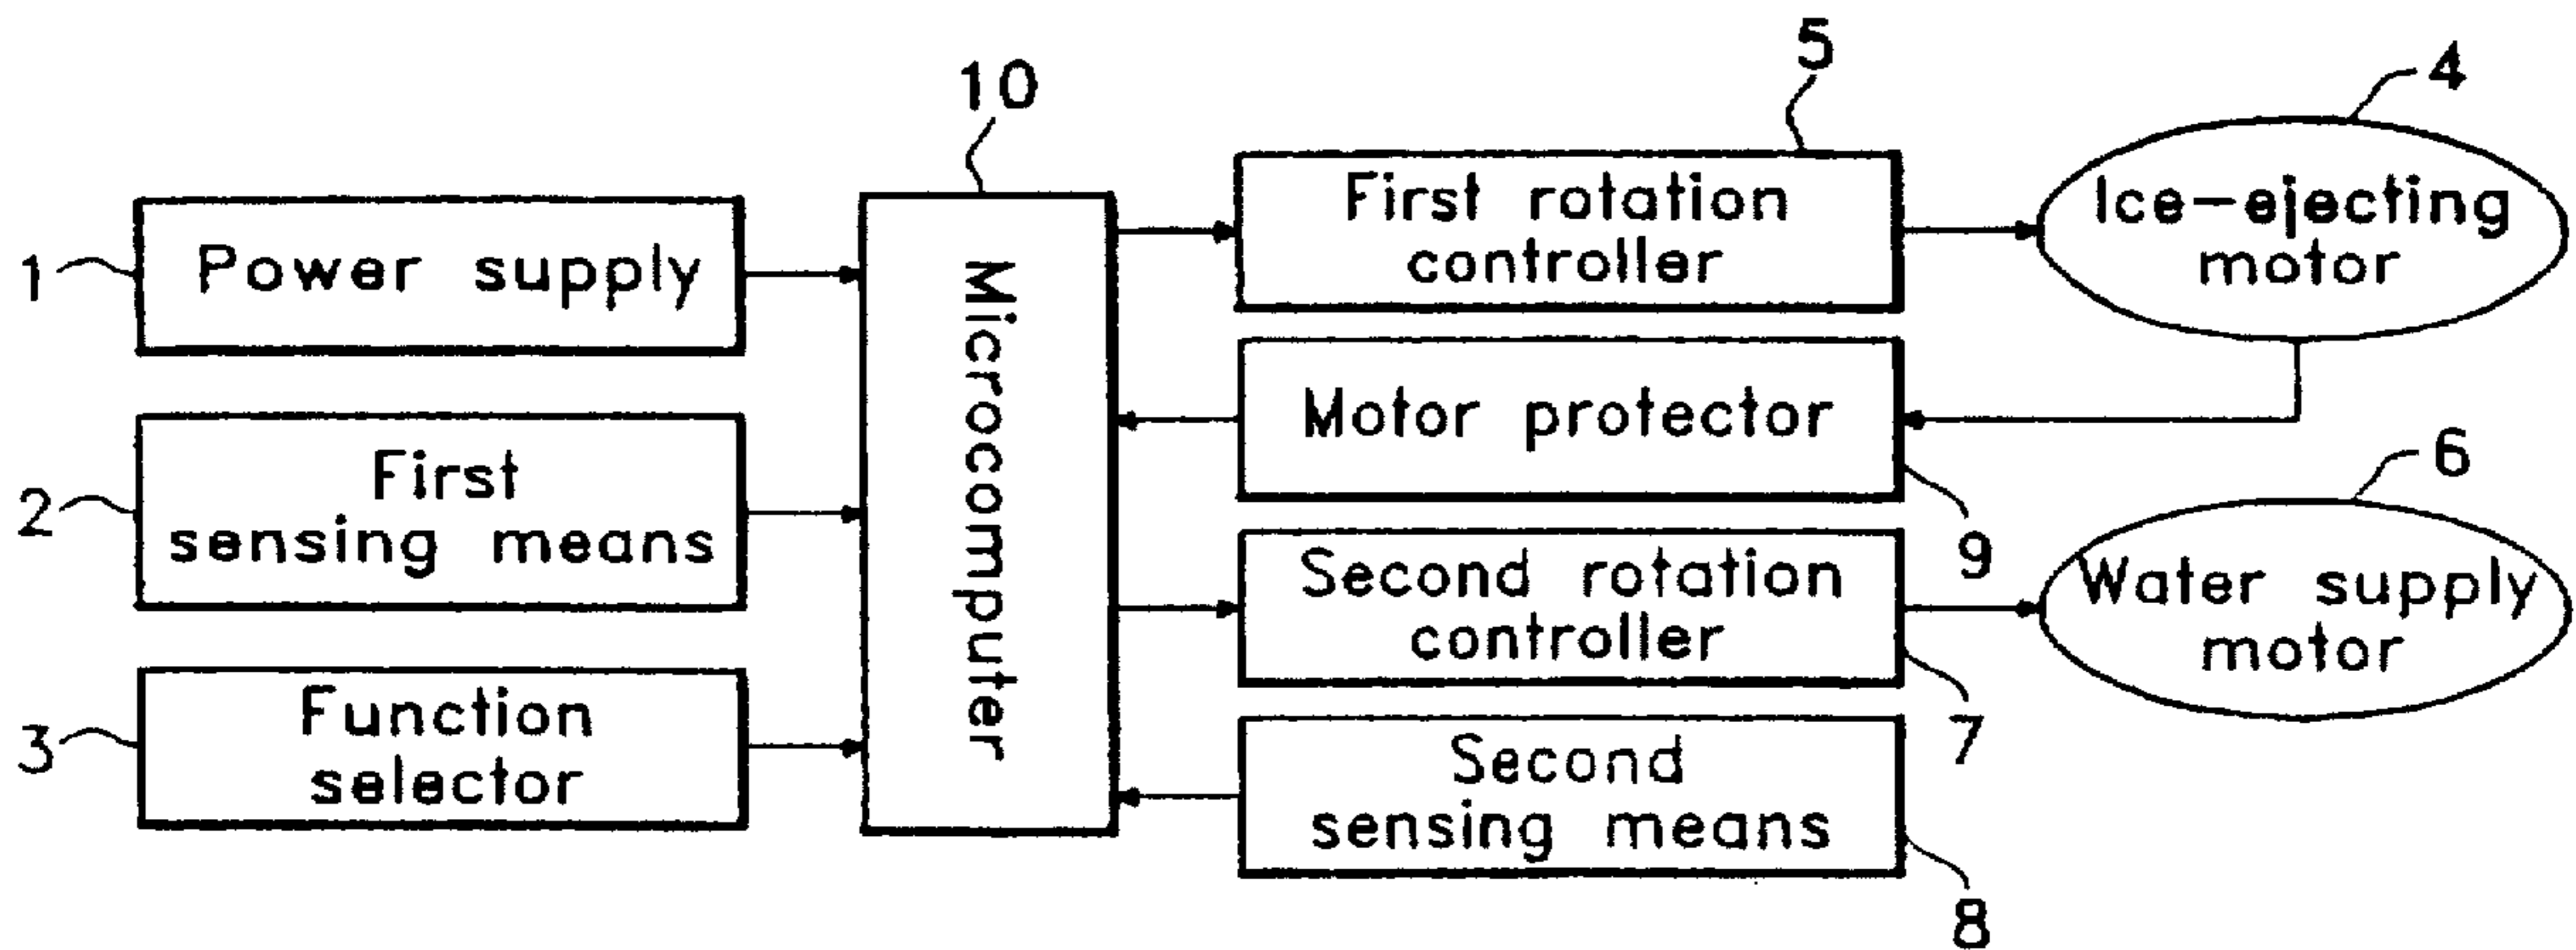 1
Power supply
2
First
sensing means
3
Function
selector
10
Microcomputer
5
First rotation
controller
4
Ice-ejecting
motor
Motor protector
9
Second rotation
controller
7
6
Water supply
motor
Second
sensing means
8